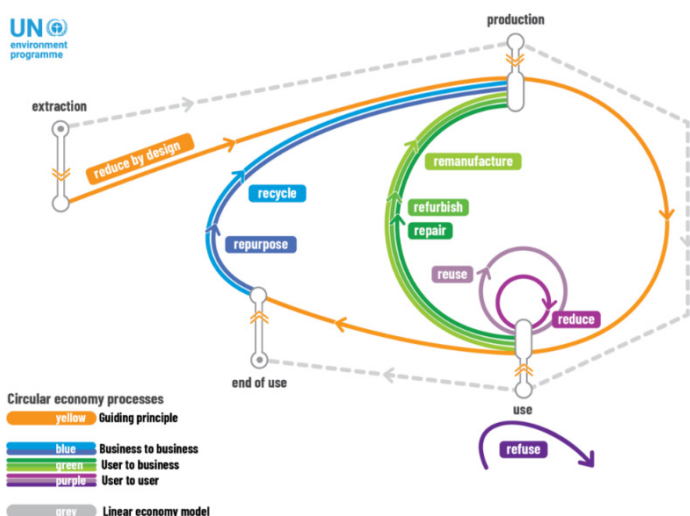 UN
environment
programme
production
extraction
reduce by design
remanufacture
recycle
refurbish
repair
repurpose
reuse
reduce
end of use
use
refuse
Circular economy processes
yellow Guiding principle
blue Business to business
green User to business
purple User to user
grey Linear economy model